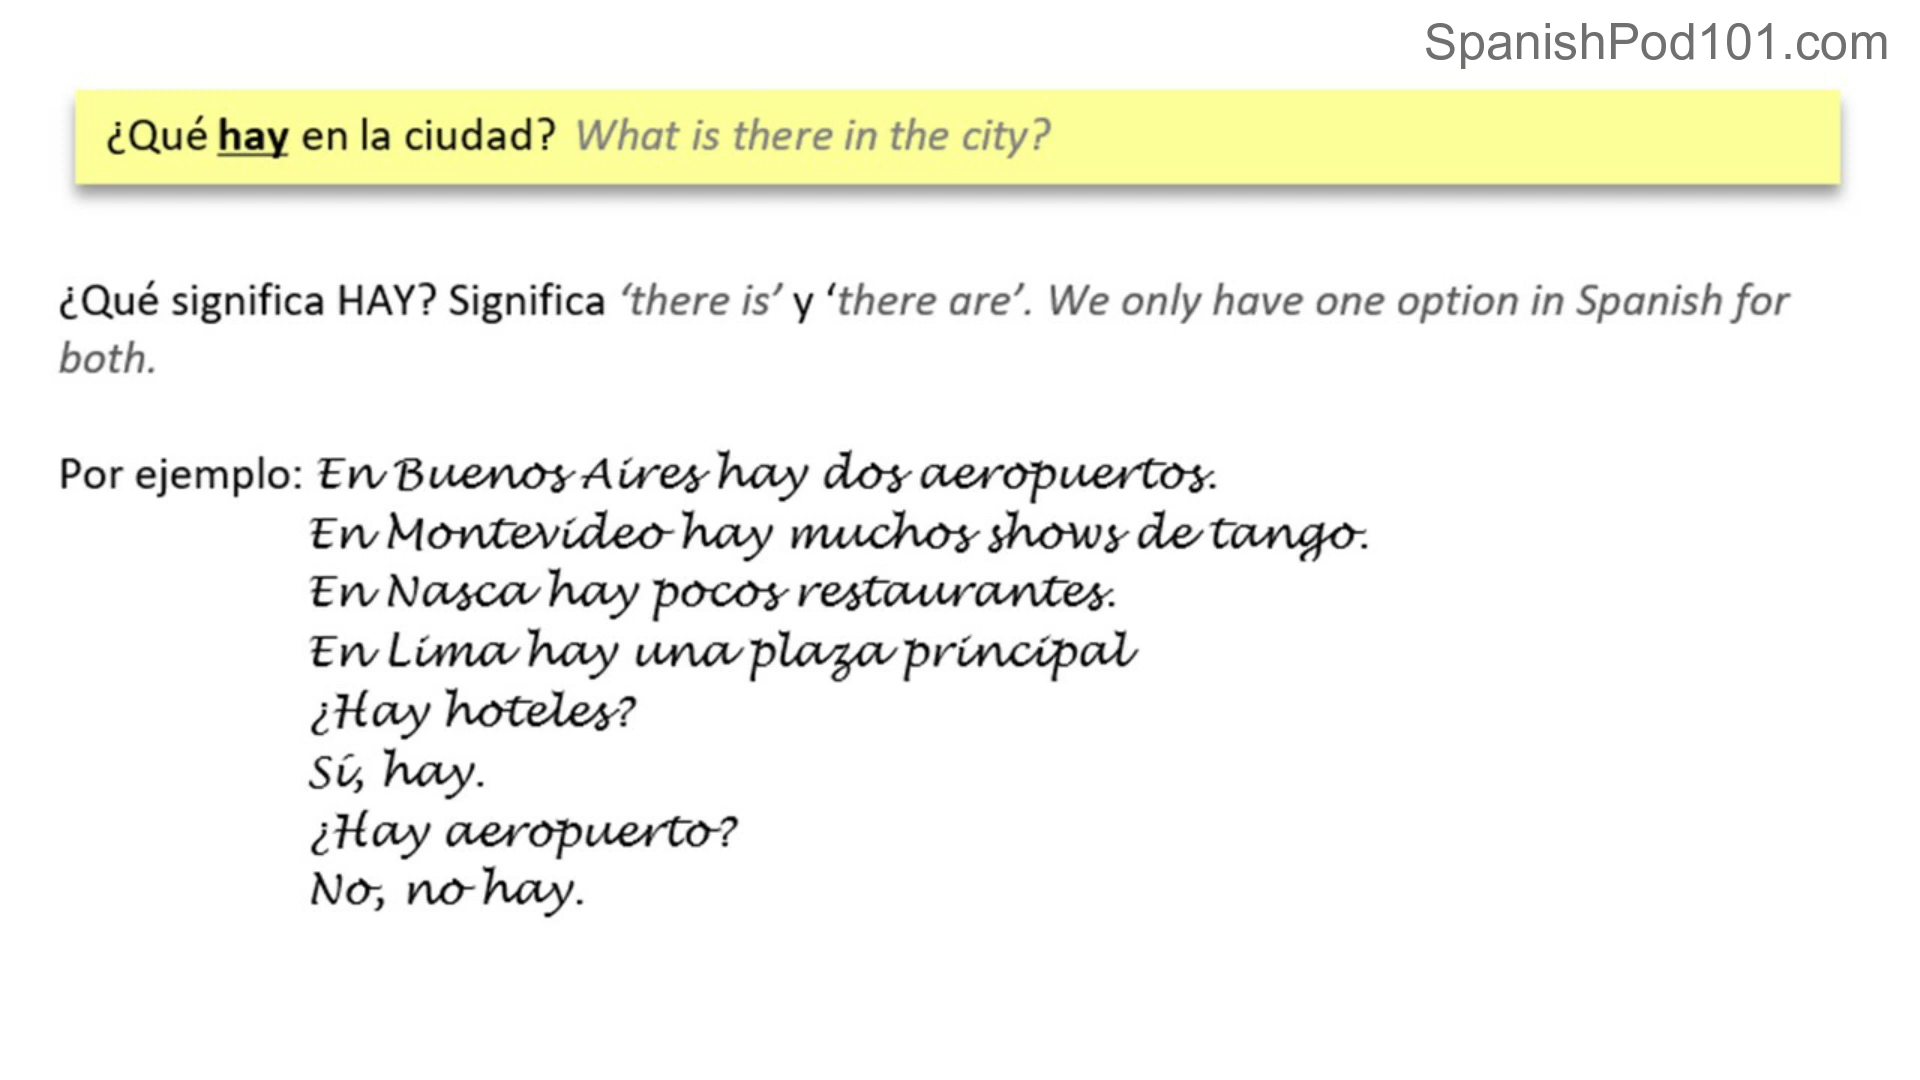 SpanishPod101.com
¿Qué hay en la ciudad? What is there in the city?
¿Qué significa HAY? Significa ‘there is’ y ‘there are’. We only have one option in Spanish for
both.
Por ejemplo: En Buenos Aires hay dos aeropuertos.
En Montevideo hay muchos shows de tango.
En Nasca hay pocos restaurantes.
En Lima hay una plaza principal
¿Hay hoteles?
Sí, hay.
¿Hay aeropuerto?
No, no hay.